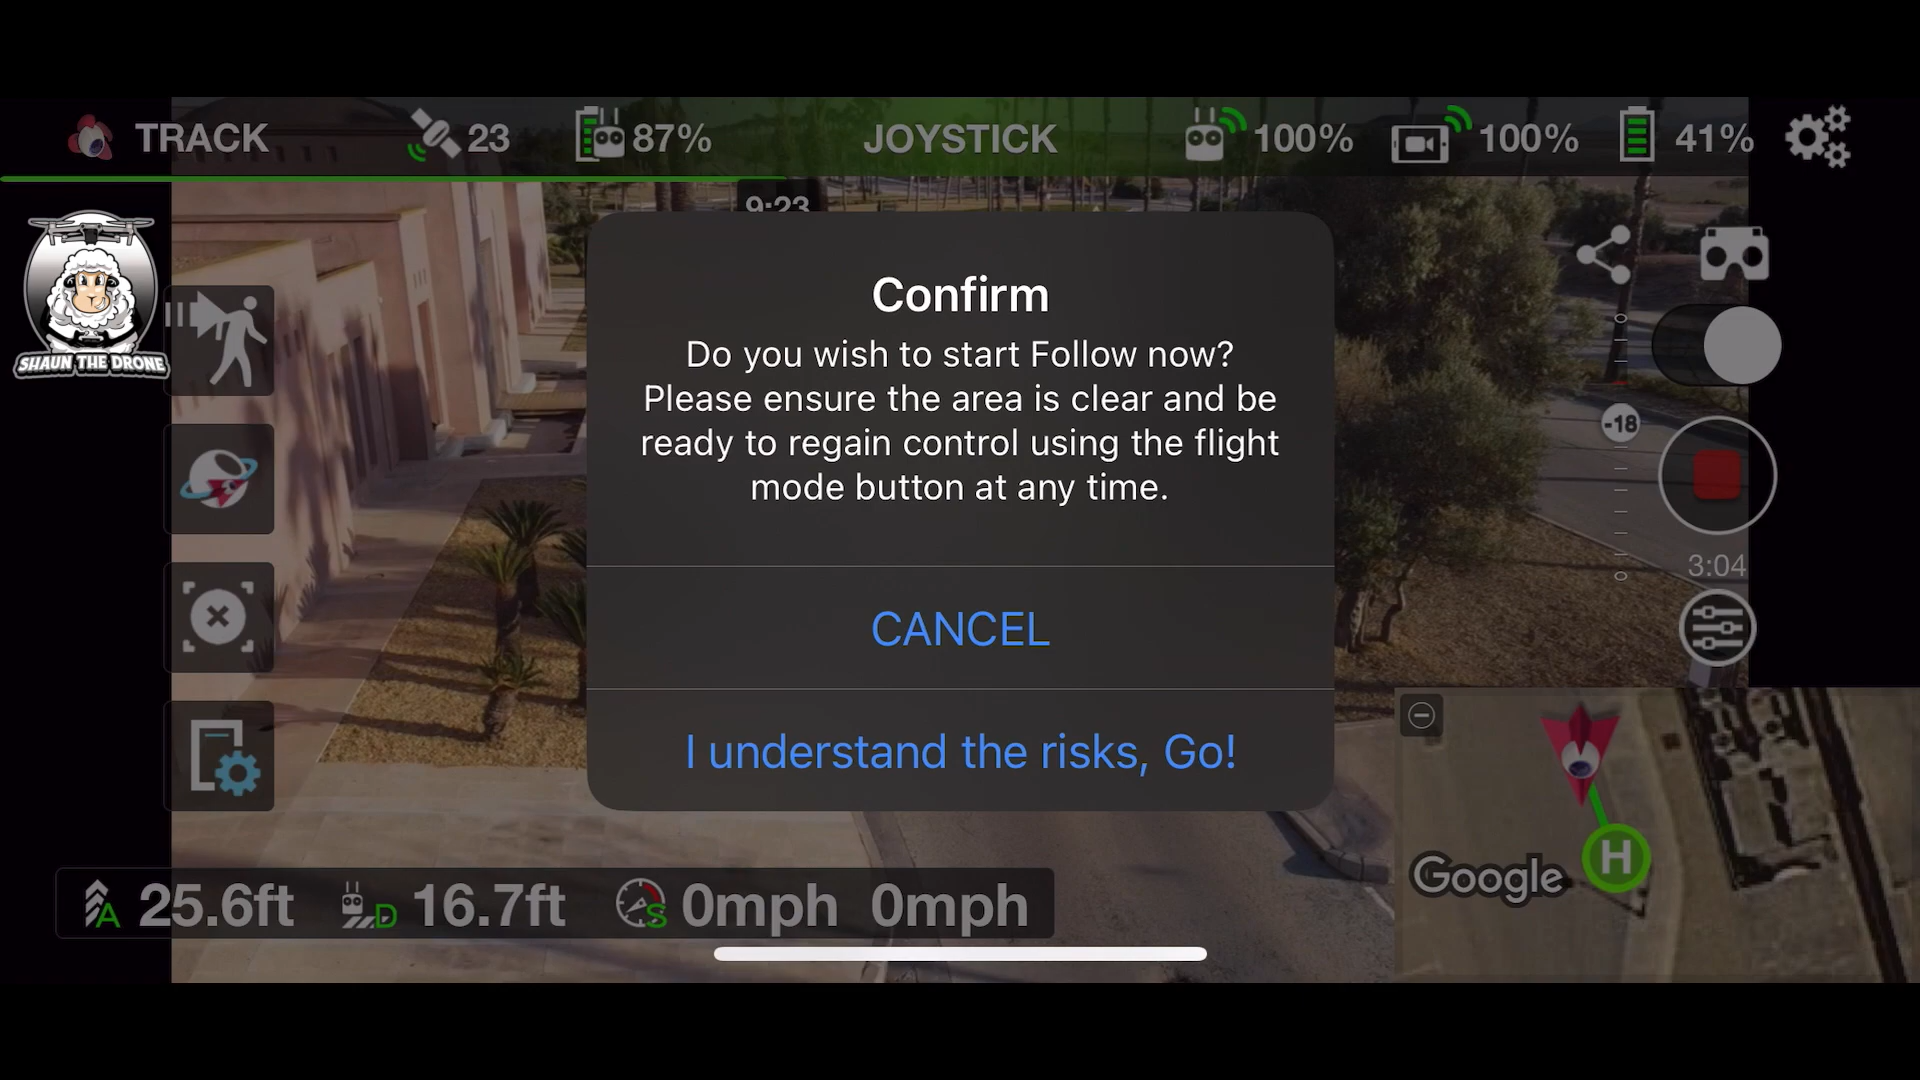 TRACK
23
87%
JOYSTICK
100%
100%
41%
9:23
SHAUN THE DRONE
Confirm
Do you wish to start Follow now?
Please ensure the area is clear and be
ready to regain control using the flight
mode button at any time.
CANCEL
I understand the risks, Go!
-18
3:04
H
Google
A 25.6ft D 16.7ft S 0mph 0mph